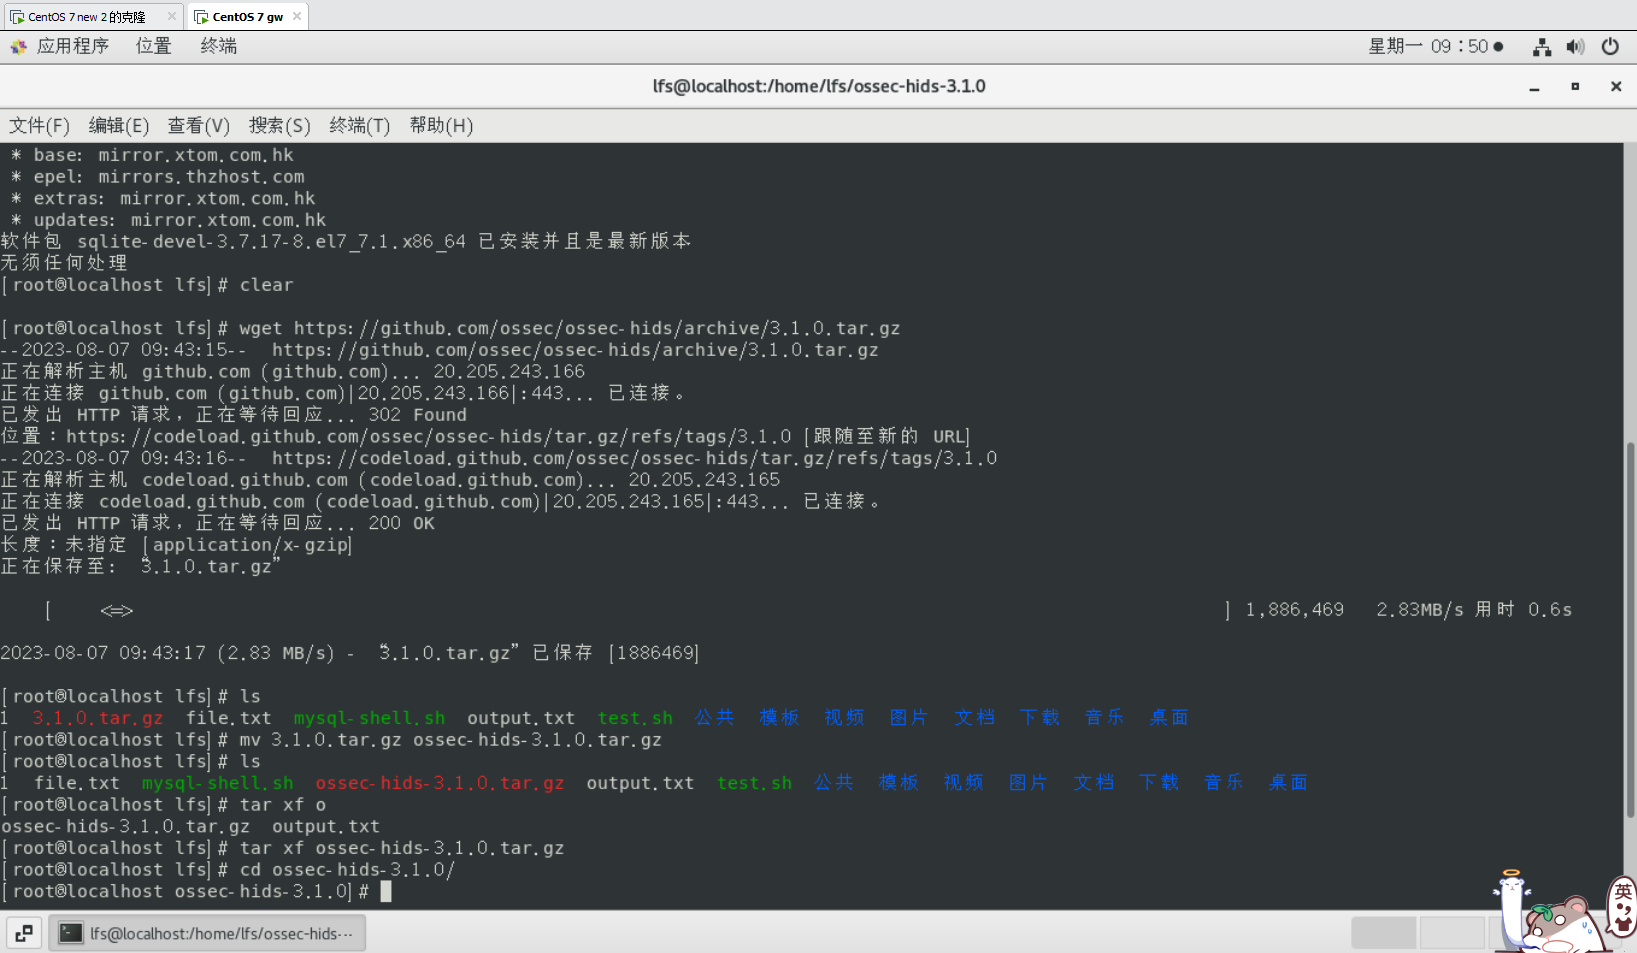 CentOS 7 new 2 的克隆 × CentOS 7 gw ×
应用程序 位置 终端 星期一 09：50
lfs@localhost:/home/lfs/ossec-hids-3.1.0
文件(F) 编辑(E) 查看(V) 搜索(S) 终端(T) 帮助(H)
* base: mirror.xtom.com.hk
* epel: mirrors.thzhost.com
* extras: mirror.xtom.com.hk
* updates: mirror.xtom.com.hk
软件包 sqlite-devel-3.7.17-8.el7_7.1.x86_64 已安装并且是最新版本
无须任何处理
[root@localhost lfs]# clear
[root@localhost lfs]# wget https://github.com/ossec/ossec-hids/archive/3.1.0.tar.gz
--2023-08-07 09:43:15--  https://github.com/ossec/ossec-hids/archive/3.1.0.tar.gz
正在解析主机 github.com (github.com)... 20.205.243.166
正在连接 github.com (github.com)|20.205.243.166|:443... 已连接。
已发出 HTTP 请求，正在等待回应... 302 Found
位置：https://codeload.github.com/ossec/ossec-hids/tar.gz/refs/tags/3.1.0 [跟随至新的 URL]
--2023-08-07 09:43:16--  https://codeload.github.com/ossec/ossec-hids/tar.gz/refs/tags/3.1.0
正在解析主机 codeload.github.com (codeload.github.com)... 20.205.243.165
正在连接 codeload.github.com (codeload.github.com)|20.205.243.165|:443... 已连接。
已发出 HTTP 请求，正在等待回应... 200 OK
长度：未指定 [application/x-gzip]
正在保存至: “3.1.0.tar.gz”
[ <=> ] 1,886,469 2.83MB/s 用时 0.6s
2023-08-07 09:43:17 (2.83 MB/s) - “3.1.0.tar.gz” 已保存 [1886469]
[root@localhost lfs]# ls
1 3.1.0.tar.gz file.txt mysql-shell.sh output.txt test.sh 公共 模板 视频 图片 文档 下载 音乐 桌面
[root@localhost lfs]# mv 3.1.0.tar.gz ossec-hids-3.1.0.tar.gz
[root@localhost lfs]# ls
1 file.txt mysql-shell.sh ossec-hids-3.1.0.tar.gz output.txt test.sh 公共 模板 视频 图片 文档 下载 音乐 桌面
[root@localhost lfs]# tar xf o
ossec-hids-3.1.0.tar.gz output.txt
[root@localhost lfs]# tar xf ossec-hids-3.1.0.tar.gz
[root@localhost lfs]# cd ossec-hids-3.1.0/
[root@localhost ossec-hids-3.1.0]#
英
lfs@localhost:/home/lfs/ossec-hids···